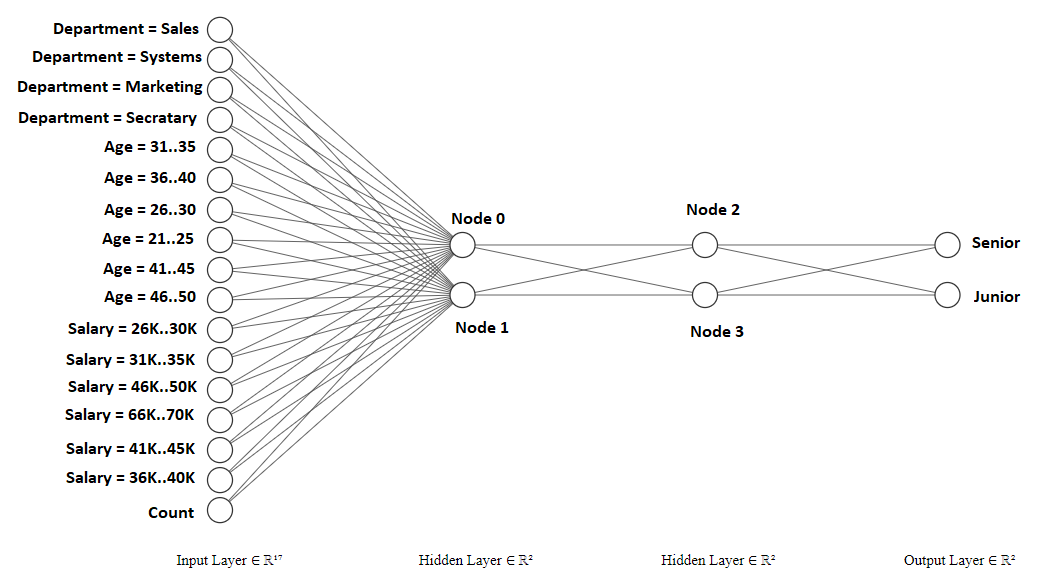 Department = Sales
Department = Systems
Department = Marketing
Department = Secratary
Age = 31..35
Age = 36..40
Age = 26..30
Age = 21..25
Age = 41..45
Age = 46..50
Salary = 26K..30K
Salary = 31K..35K
Salary = 46K..50K
Salary = 66K..70K
Salary = 41K..45K
Salary = 36K..40K
Count
Node 0
Node 1
Node 2
Node 3
Senior
Junior
Input Layer ∈ ℝ¹⁷
Hidden Layer ∈ ℝ²
Hidden Layer ∈ ℝ²
Output Layer ∈ ℝ²